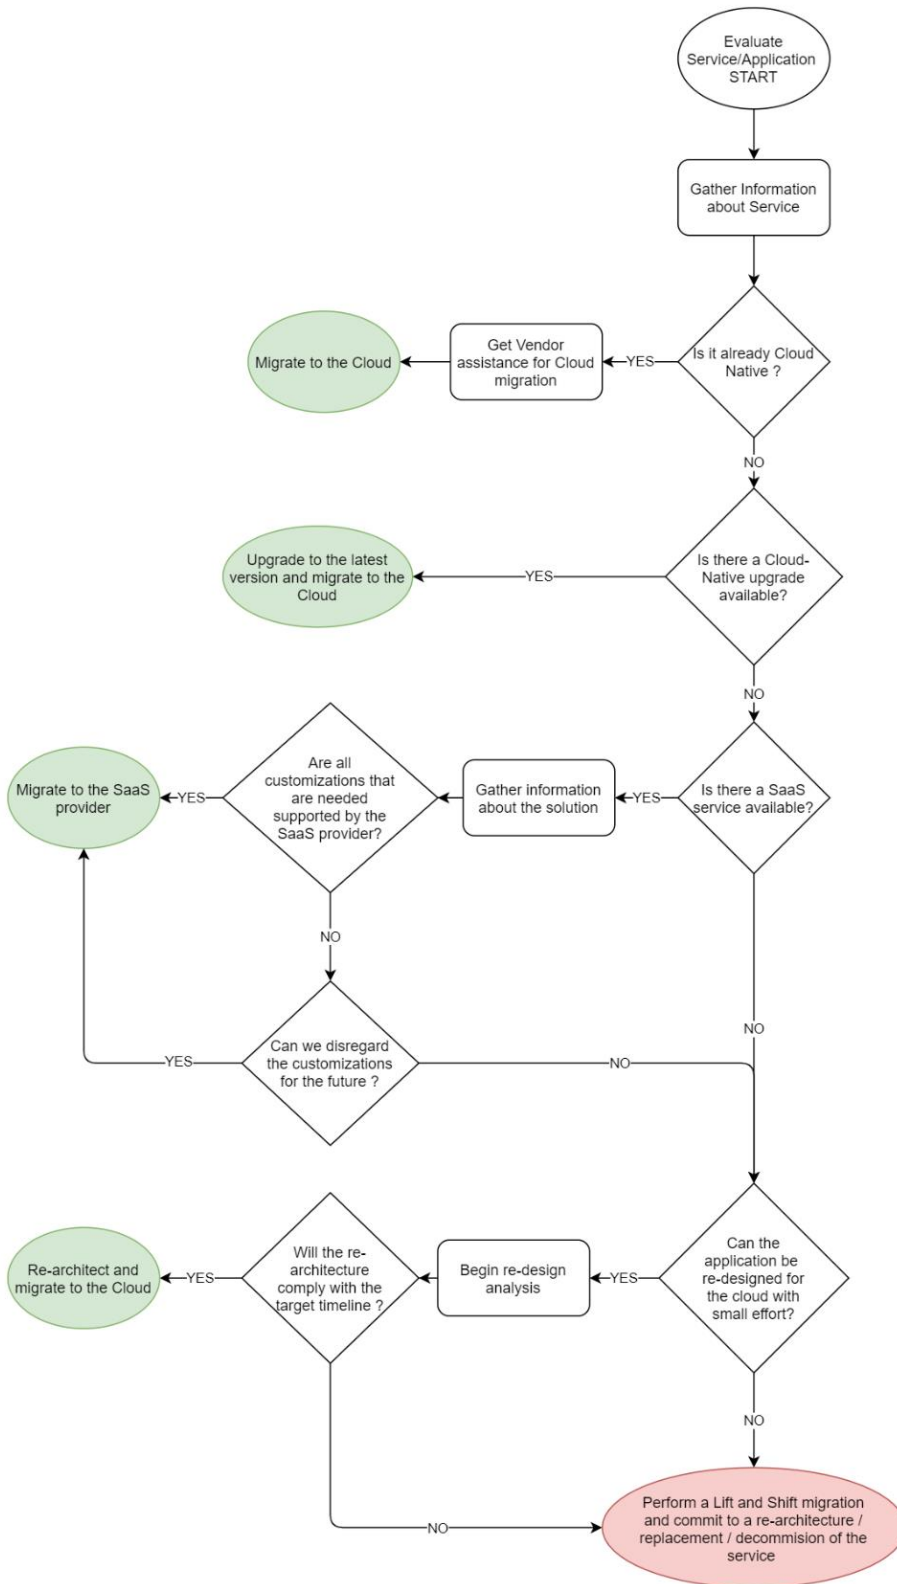 Evaluate
Service/Application
START
Gather Information
about Service
Is it already Cloud
Native ?
YES
Get Vendor
assistance for Cloud
migration
Migrate to the Cloud
NO
Is there a Cloud-
Native upgrade
available?
YES
Upgrade to the latest
version and migrate to the
Cloud
NO
Is there a SaaS
service available?
YES
Gather information
about the solution
Are all
customizations that
are needed
supported by the
SaaS provider?
YES
Migrate to the SaaS
provider
NO
Can we disregard
the customizations
for the future ?
YES
NO
NO
Can the
application be
re-designed for
the cloud with
small effort?
YES
Begin re-design
analysis
Will the re-
architecture
comply with the
target timeline ?
YES
Re-architect and
migrate to the Cloud
NO
NO
Perform a Lift and Shift migration
and commit to a re-architecture /
replacement / decommision of the
service